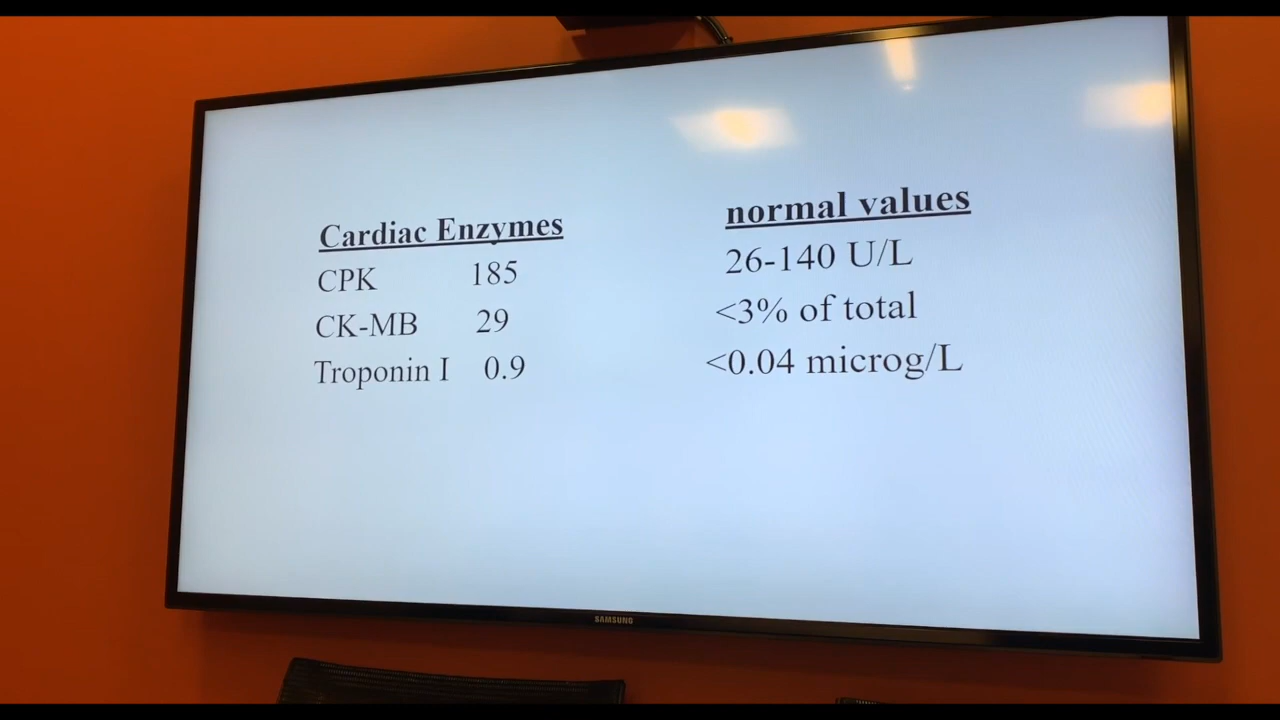 Cardiac Enzymes normal values
CPK 185 26-140 U/L
CK-MB 29 <3% of total
Troponin I 0.9 <0.04 microg/L
SAMSUNG